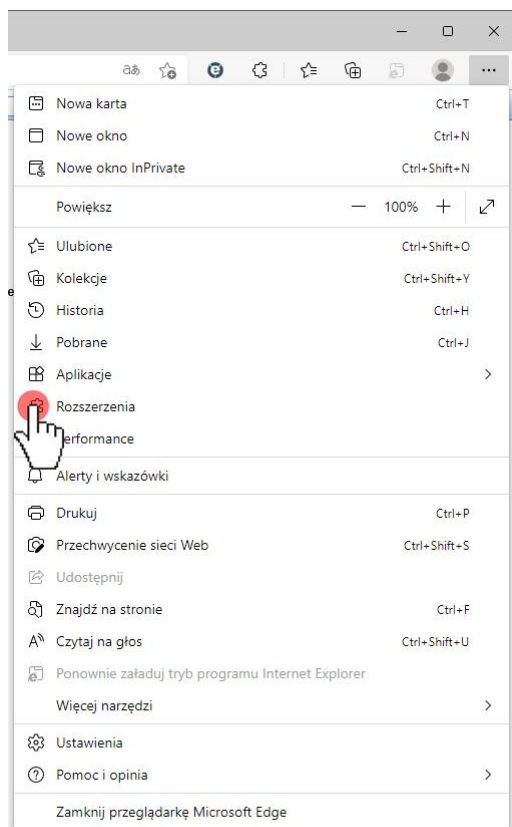 aあ
Nowa karta Ctrl+T
Nowe okno Ctrl+N
Nowe okno InPrivate Ctrl+Shift+N
Powiększ — 100% +
Ulubione Ctrl+Shift+O
Kolekcje Ctrl+Shift+Y
e
Historia Ctrl+H
Pobrane Ctrl+J
Aplikacje
Rozszerzenia
erformance
Alerty i wskazówki
Drukuj Ctrl+P
Przechwycenie sieci Web Ctrl+Shift+S
Udostępnij
Znajdź na stronie Ctrl+F
Czytaj na głos Ctrl+Shift+U
Ponownie załaduj tryb programu Internet Explorer
Więcej narzędzi
Ustawienia
Pomoc i opinia
Zamknij przeglądarkę Microsoft Edge